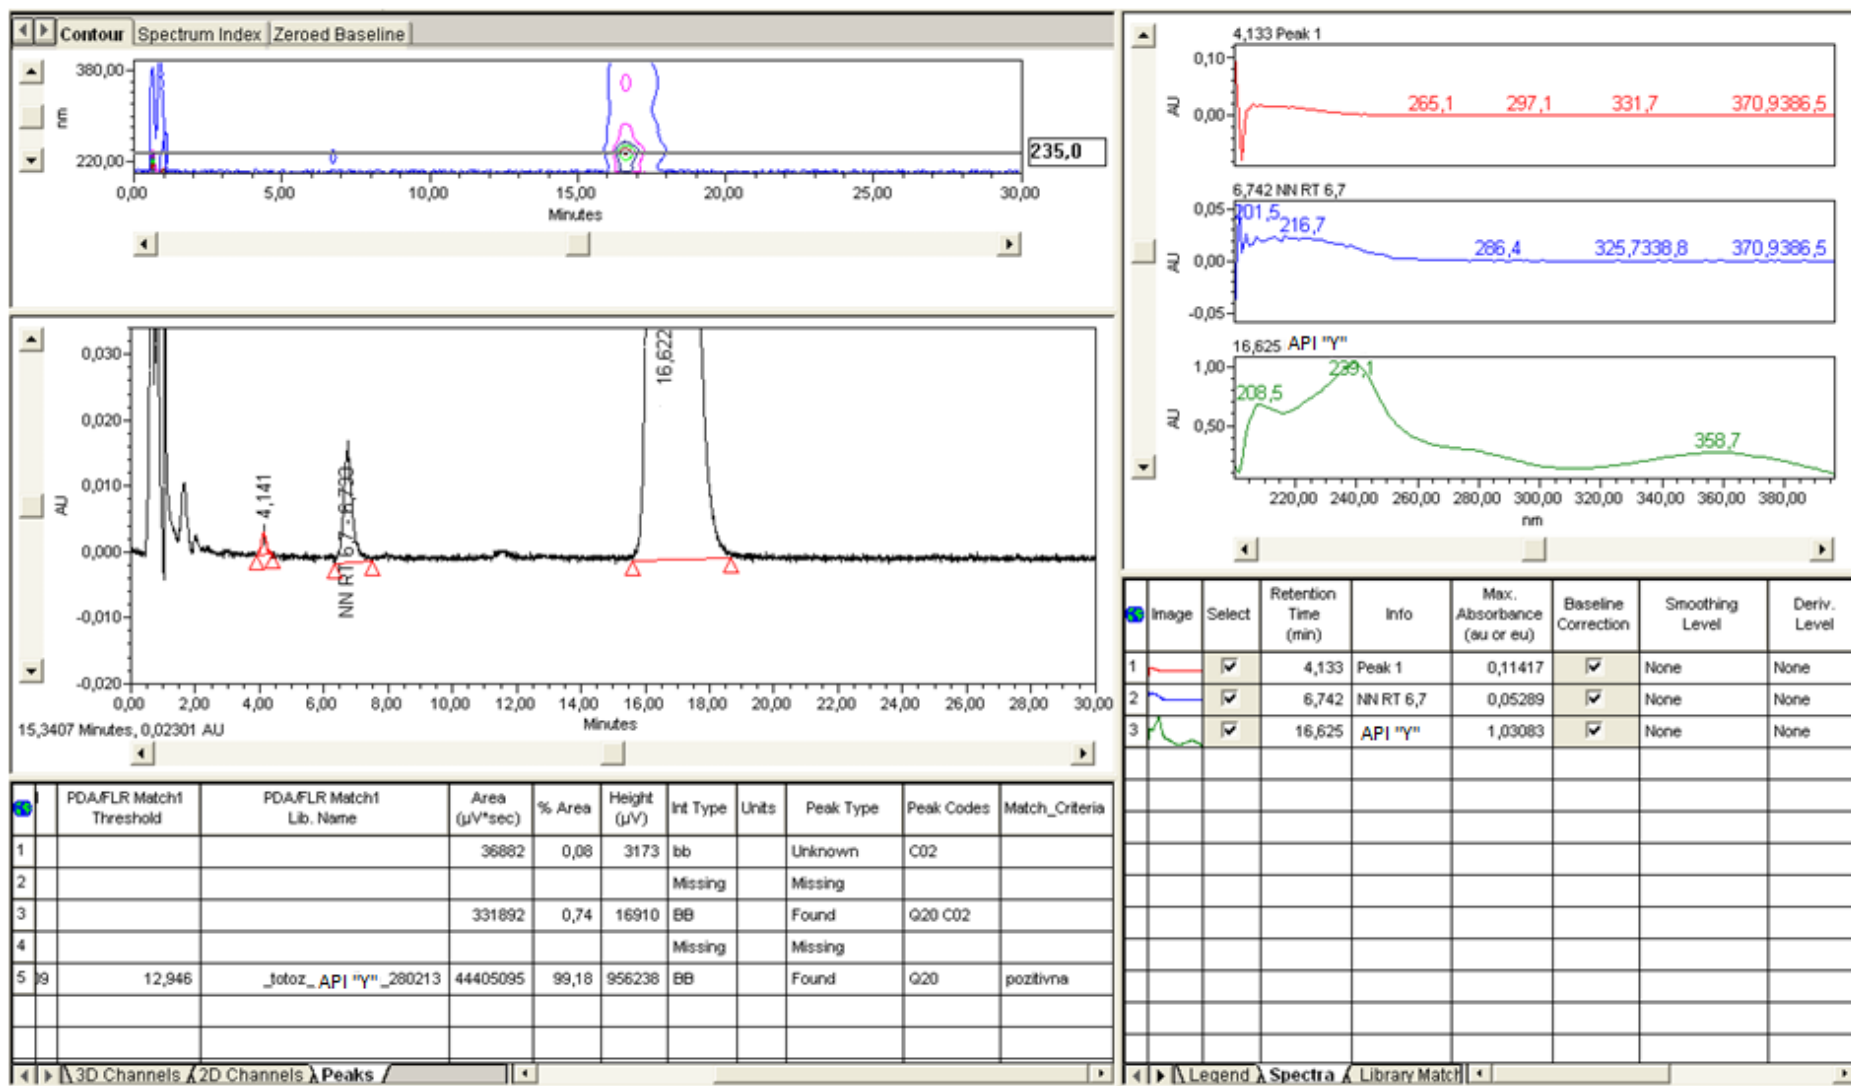 Contour Spectrum Index Zeroed Baseline
380,00
nm
220,00
235,0
0,00 5,00 10,00 15,00 20,00 25,00 30,00
Minutes
0,030
0,020
0,010
0,000
-0,010
-0,020
AU
4,141
NN RT 6,7 - 6,733
16,622
0,00 2,00 4,00 6,00 8,00 10,00 12,00 14,00 16,00 18,00 20,00 22,00 24,00 26,00 28,00 30,00
Minutes
15,3407 Minutes, 0,02301 AU
PDA/FLR Match1 Threshold PDA/FLR Match1 Lib. Name Area (µV*sec) % Area Height (µV) Int Type Units Peak Type Peak Codes Match_Criteria
1 36882 0,08 3173 bb Unknown C02
2 Missing Missing
3 331892 0,74 16910 BB Found Q20 C02
4 Missing Missing
5 12,946 _totoz_ API "Y" _280213 44405095 99,18 956238 BB Found Q20 pozitivna
3D Channels 2D Channels Peaks
4,133 Peak 1
0,10
AU
0,00
265,1 297,1 331,7 370,9386,5
6,742 NN RT 6,7
0,05
AU
0,00
-0,05
201,5 216,7 286,4 325,7338,8 370,9386,5
16,625 API "Y"
1,00
AU
0,50
208,5 239,1 358,7
220,00 240,00 260,00 280,00 300,00 320,00 340,00 360,00 380,00
nm
Image Select Retention Time (min) Info Max. Absorbance (au or eu) Baseline Correction Smoothing Level Deriv. Level
1 4,133 Peak 1 0,11417 None None
2 6,742 NN RT 6,7 0,05289 None None
3 16,625 API "Y" 1,03083 None None
Legend Spectra Library Match